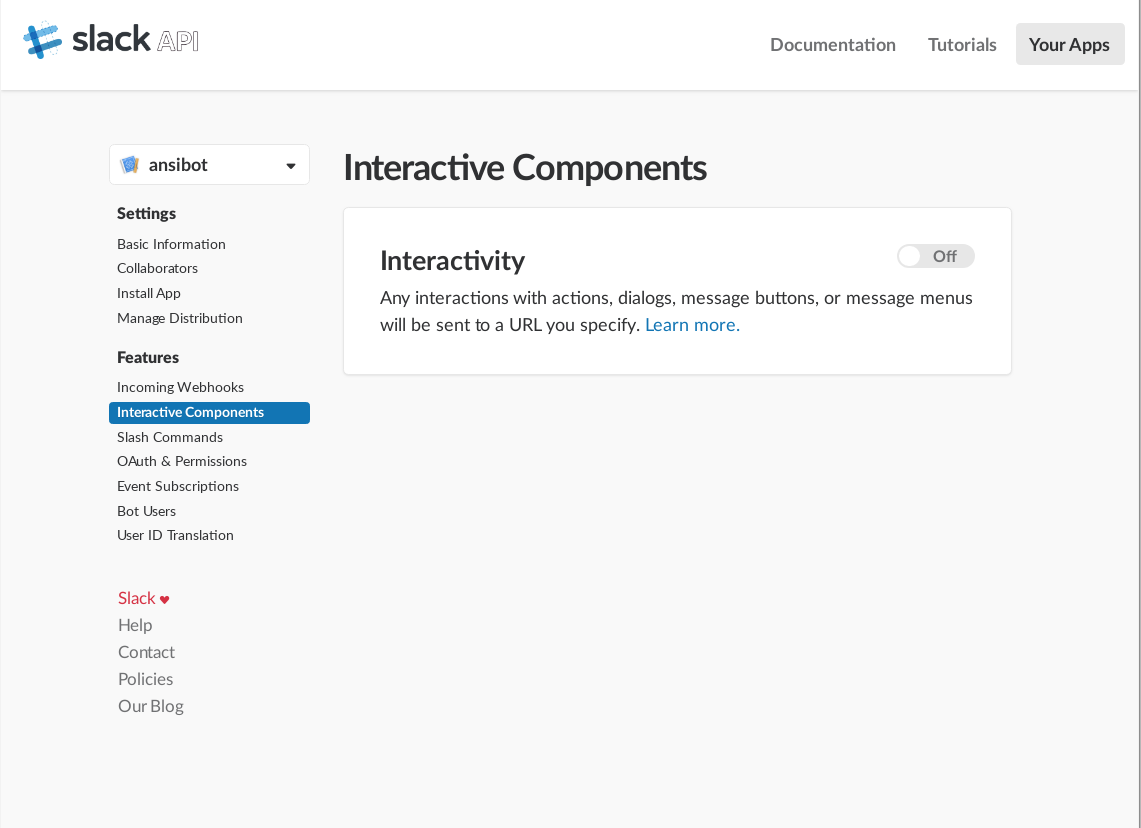 slack API
Documentation
Tutorials
Your Apps
ansibot
Settings
Basic Information
Collaborators
Install App
Manage Distribution
Features
Incoming Webhooks
Interactive Components
Slash Commands
OAuth & Permissions
Event Subscriptions
Bot Users
User ID Translation
Slack ♥
Help
Contact
Policies
Our Blog
Interactive Components
Interactivity
Off
Any interactions with actions, dialogs, message buttons, or message menus
will be sent to a URL you specify. Learn more.